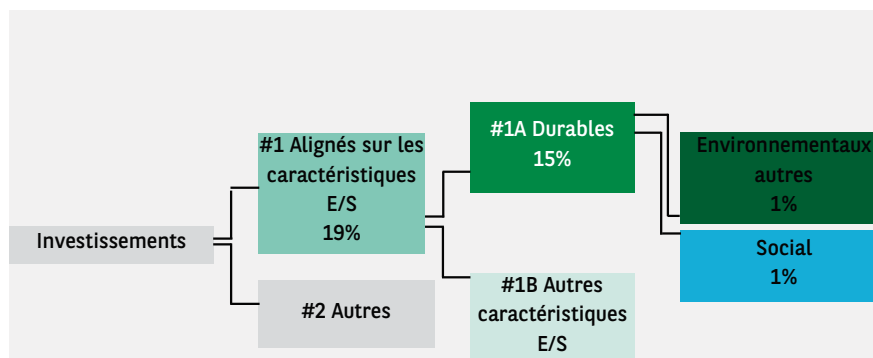 Investissements
#1 Alignés sur les
caractéristiques
E/S
19%
#2 Autres
#1A Durables
15%
#1B Autres
caractéristiques
E/S
Environnementaux
autres
1%
Social
1%